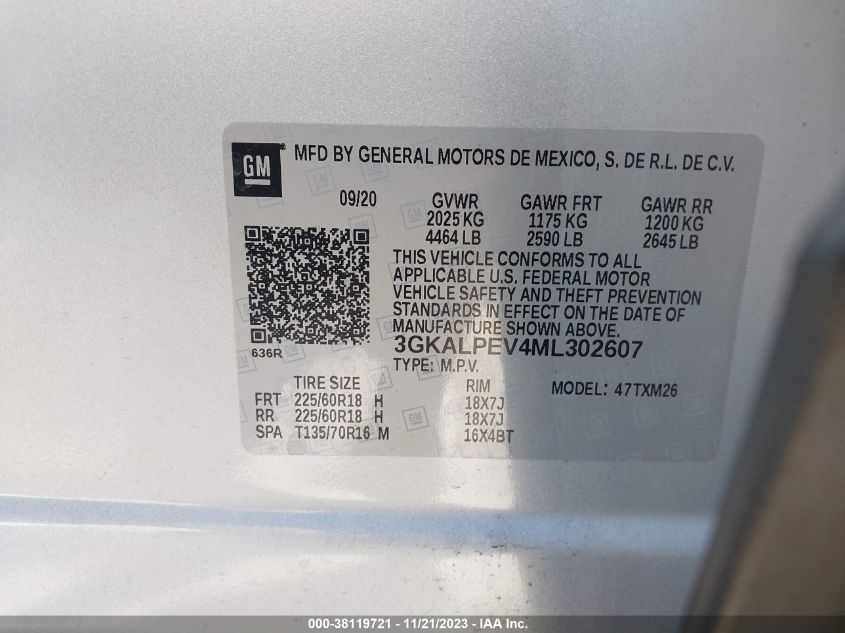 GM® MFD BY GENERAL MOTORS DE MEXICO, S. DE R.L. DE C.V.
09/20 GVWR GAWR FRT GAWR RR
2025 KG 1175 KG 1200 KG
4464 LB 2590 LB 2645 LB
THIS VEHICLE CONFORMS TO ALL
APPLICABLE U.S. FEDERAL MOTOR
VEHICLE SAFETY AND THEFT PREVENTION
STANDARDS IN EFFECT ON THE DATE OF
MANUFACTURE SHOWN ABOVE.
636R
3GKALPEV4ML302607
TYPE: M.P.V.
TIRE SIZE RIM MODEL: 47TXM26
FRT 225/60R18 H 18X7J
RR 225/60R18 H 18X7J
SPA T135/70R16 M 16X4BT
000-38119721 - 11/21/2023 - IAA Inc.